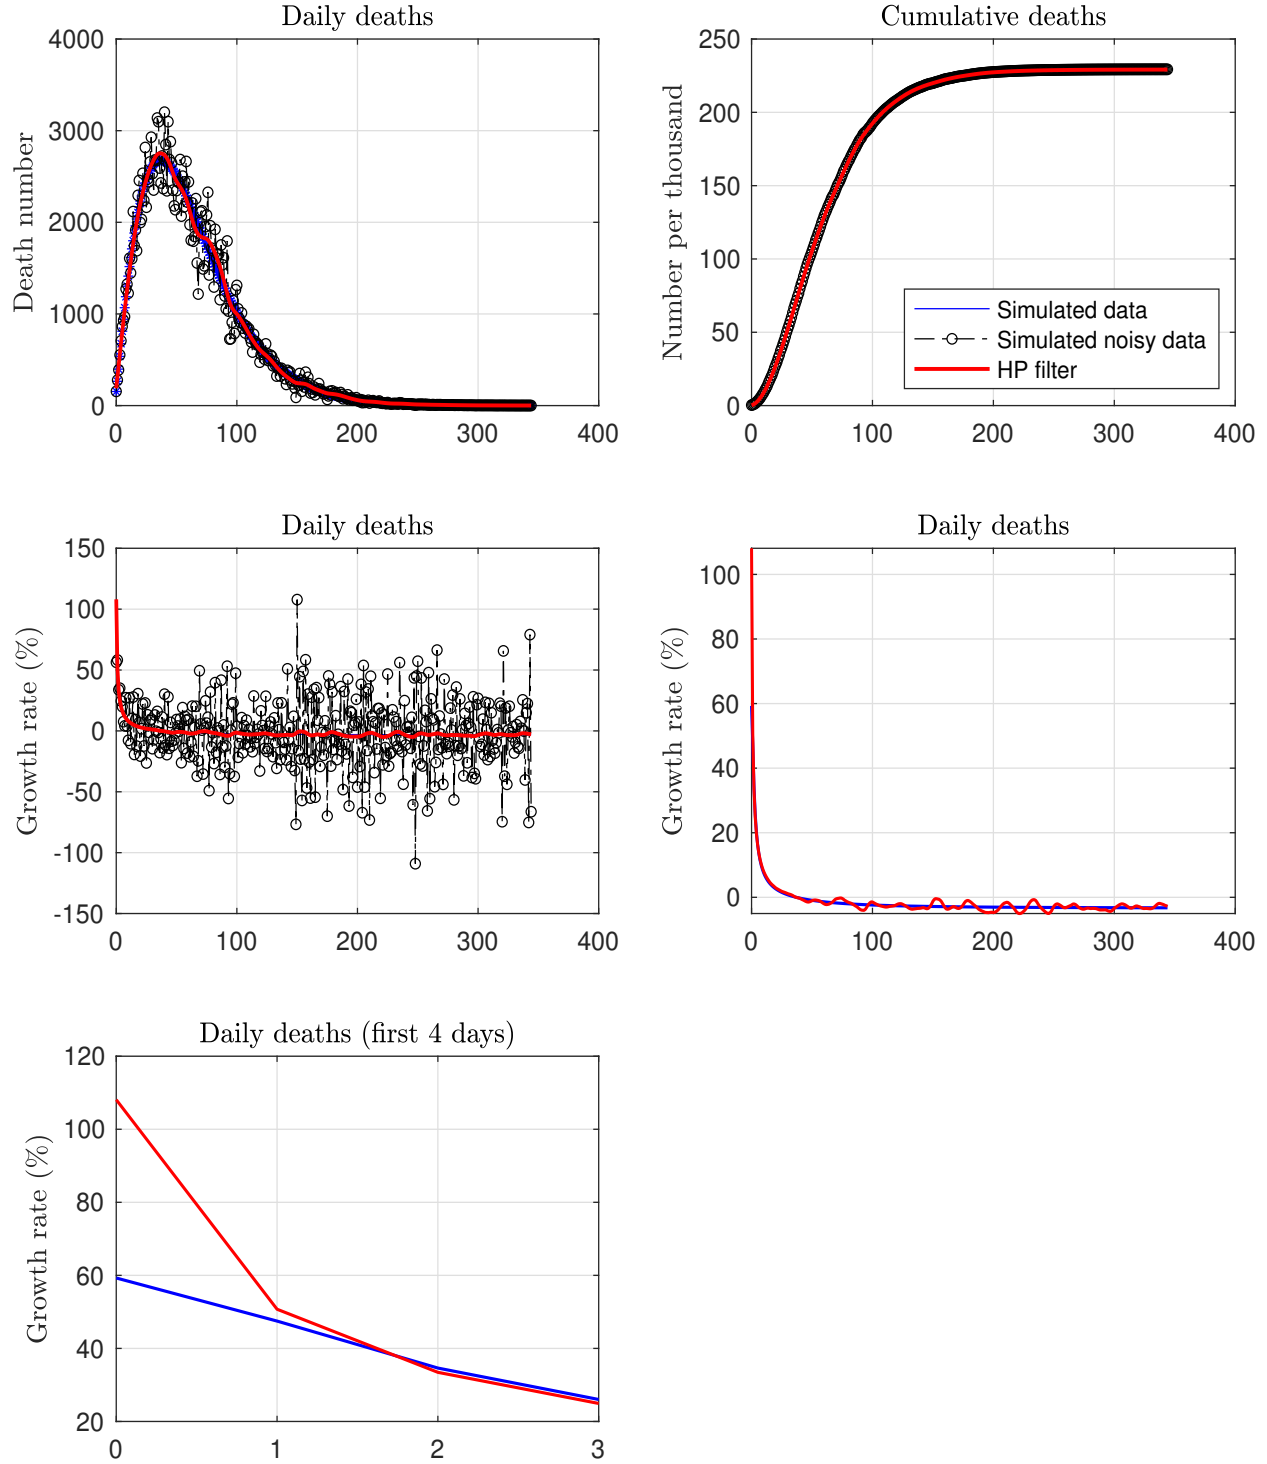 Daily deaths
4000
3000
2000
1000
0
Death number
0 100 200 300 400
Cumulative deaths
250
200
150
100
50
0
Number per thousand
Simulated data
Simulated noisy data
HP filter
0 100 200 300 400
Daily deaths
150
100
50
0
-50
-100
-150
Growth rate (%)
0 100 200 300 400
Daily deaths
100
80
60
40
20
0
Growth rate (%)
0 100 200 300 400
Daily deaths (first 4 days)
120
100
80
60
40
20
Growth rate (%)
0 1 2 3